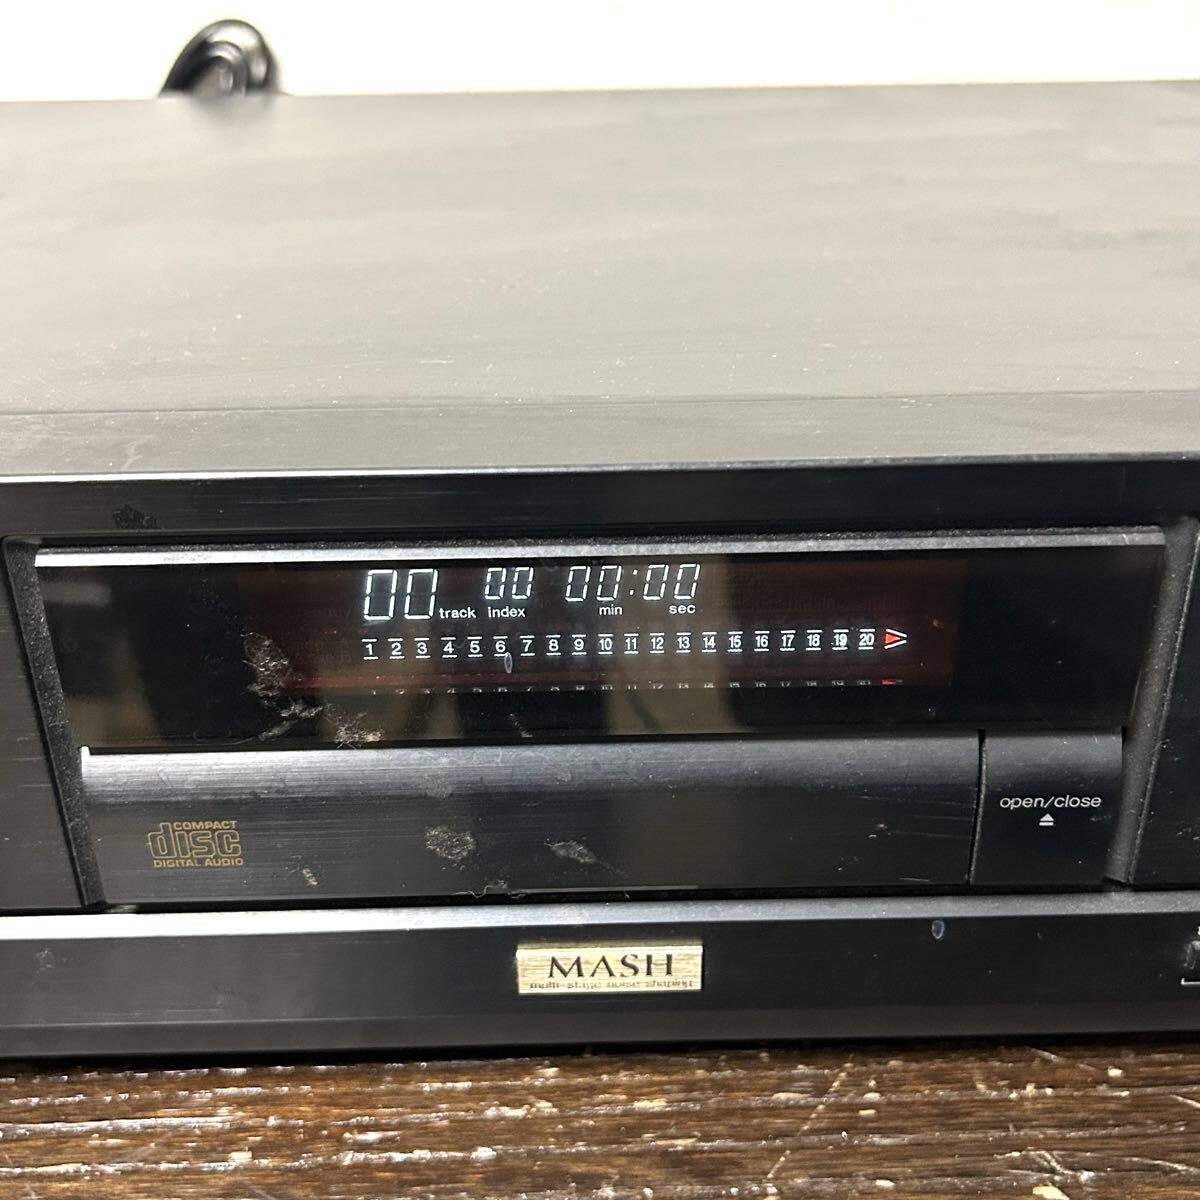 00 track 00 index 00:00 min sec
1 2 3 4 5 6 7 8 9 10 11 12 13 14 15 16 17 18 19 20
open/close
COMPACT
disc
DIGITAL AUDIO
MASH
multi-stage noise shaping